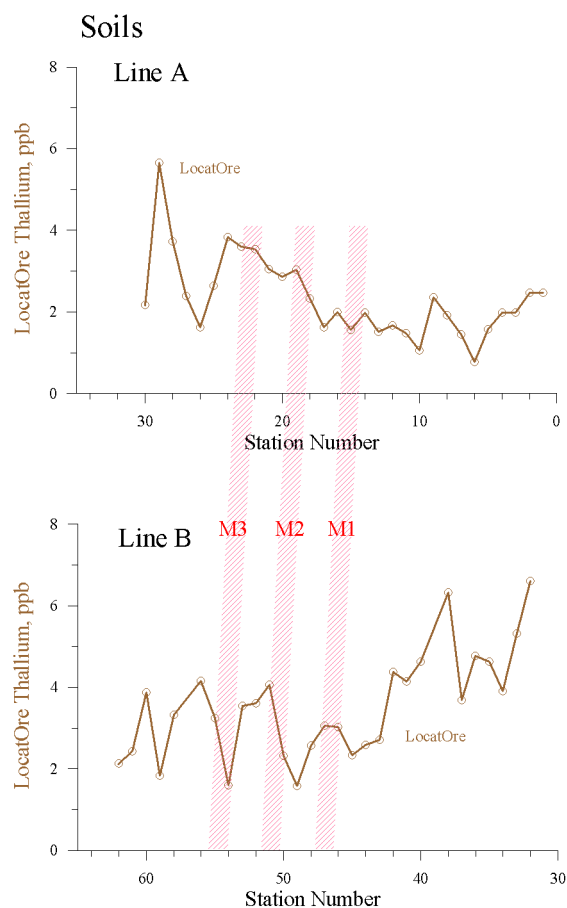 Soils
Line A
8
6
4
2
0
LocatOre Thallium, ppb
LocatOre
30
20
10
0
Station Number
M3
M2
M1
Line B
8
6
4
2
0
LocatOre Thallium, ppb
LocatOre
60
50
40
30
Station Number